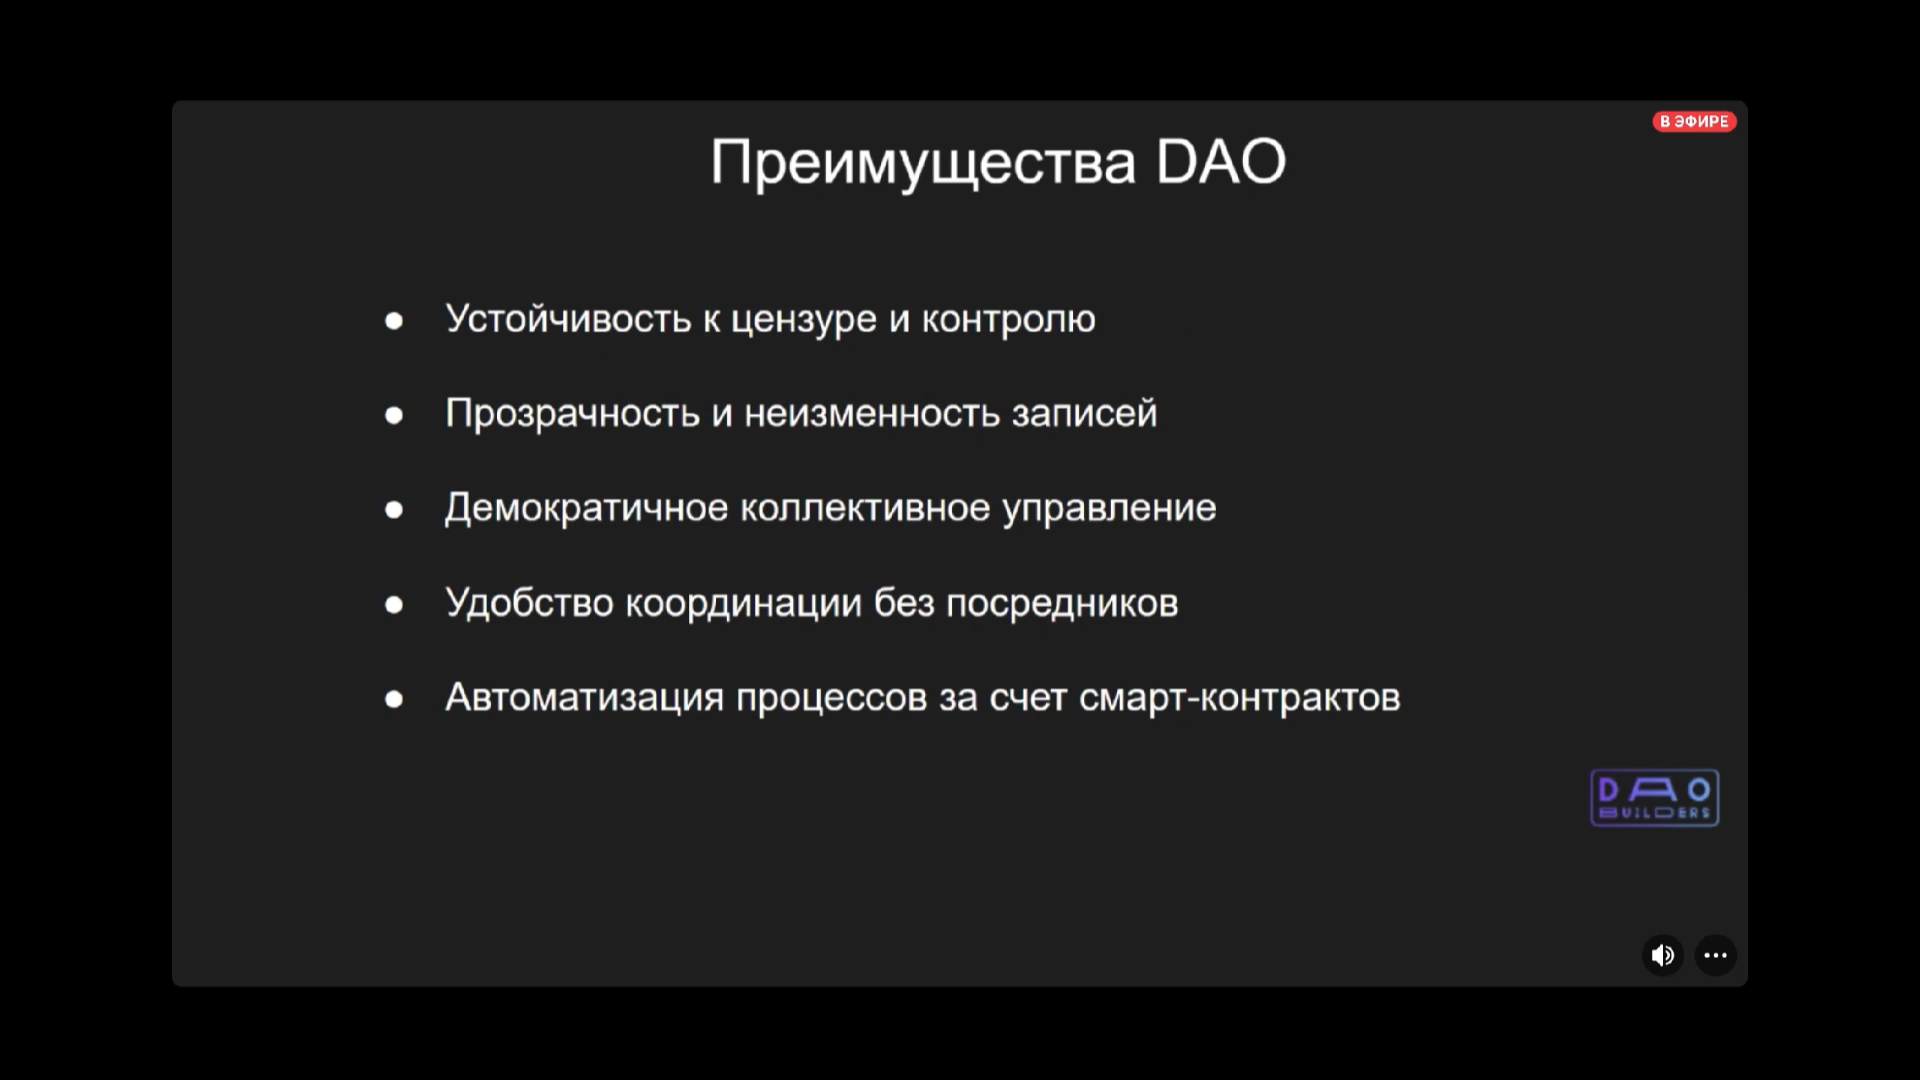 В ЭФИРЕ
Преимущества DAO
● Устойчивость к цензуре и контролю
● Прозрачность и неизменность записей
● Демократичное коллективное управление
● Удобство координации без посредников
● Автоматизация процессов за счет смарт-контрактов
DAO
BUILDERS